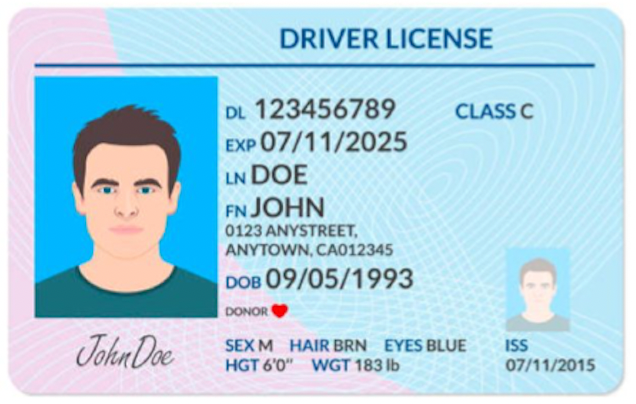 DRIVER LICENSE
DL 123456789 CLASS C
EXP 07/11/2025
LN DOE
FN JOHN
0123 ANYSTREET,
ANYTOWN, CA012345
DOB 09/05/1993
DONOR
JohnDoe
SEX M HAIR BRN EYES BLUE
HGT 6'0" WGT 183 lb
ISS
07/11/2015